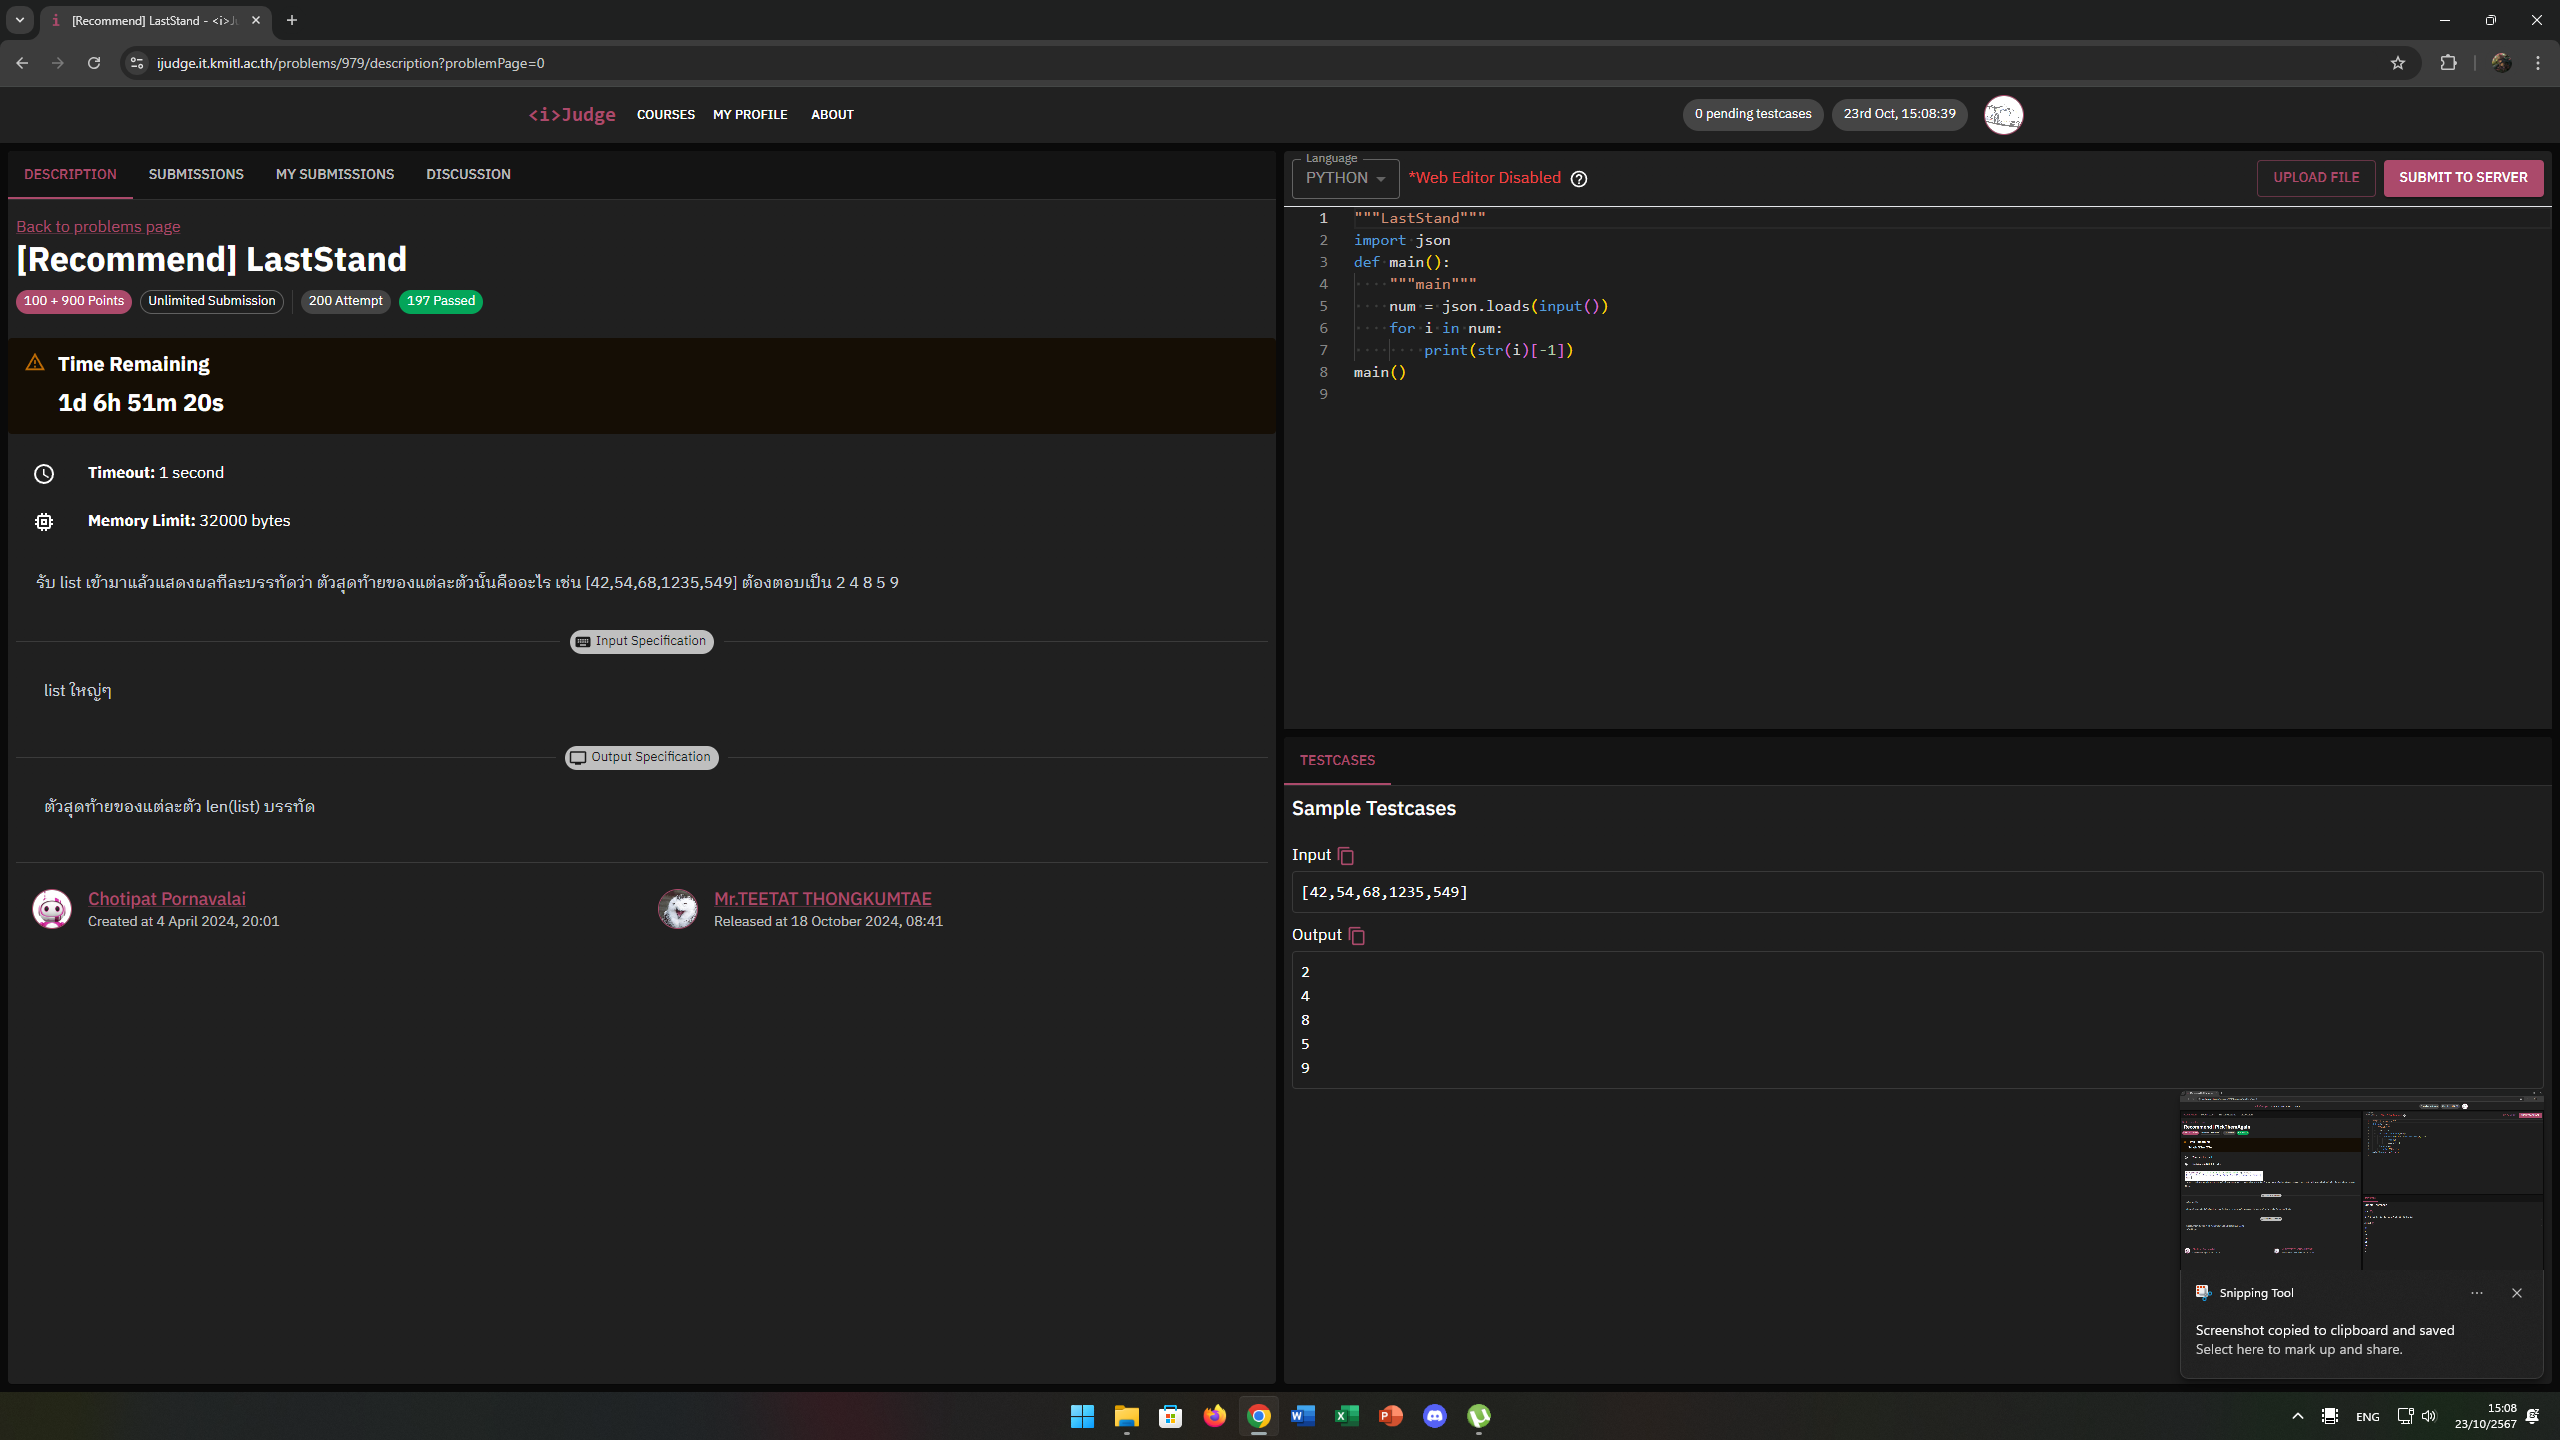 [Recommend] LastStand - <i>Ju
ijudge.it.kmitl.ac.th/problems/979/description?problemPage=0
<i>Judge
COURSES
MY PROFILE
ABOUT
0 pending testcases
23rd Oct, 15:08:39
DESCRIPTION
SUBMISSIONS
MY SUBMISSIONS
DISCUSSION
Back to problems page
[Recommend] LastStand
100 + 900 Points
Unlimited Submission
200 Attempt
197 Passed
Time Remaining
1d 6h 51m 20s
Timeout: 1 second
Memory Limit: 32000 bytes
รับ list เข้ามาแล้วแสดงผลทีละบรรทัดว่า ตัวสุดท้ายของแต่ละตัวนั้นคืออะไร เช่น [42,54,68,1235,549] ต้องตอบเป็น 2 4 8 5 9
Input Specification
list ใหญ่ๆ
Output Specification
ตัวสุดท้ายของแต่ละตัว len(list) บรรทัด
Chotipat Pornavalai
Created at 4 April 2024, 20:01
Mr.TEETAT THONGKUMTAE
Released at 18 October 2024, 08:41
Language
PYTHON
*Web Editor Disabled
UPLOAD FILE
SUBMIT TO SERVER
1 """LastStand"""
2 import json
3 def main():
4 """main"""
5 num = json.loads(input())
6 for i in num:
7 print(str(i)[-1])
8 main()
9
TESTCASES
Sample Testcases
Input
[42,54,68,1235,549]
Output
2
4
8
5
9
Snipping Tool
Screenshot copied to clipboard and saved
Select here to mark up and share.
ENG
15:08
23/10/2567